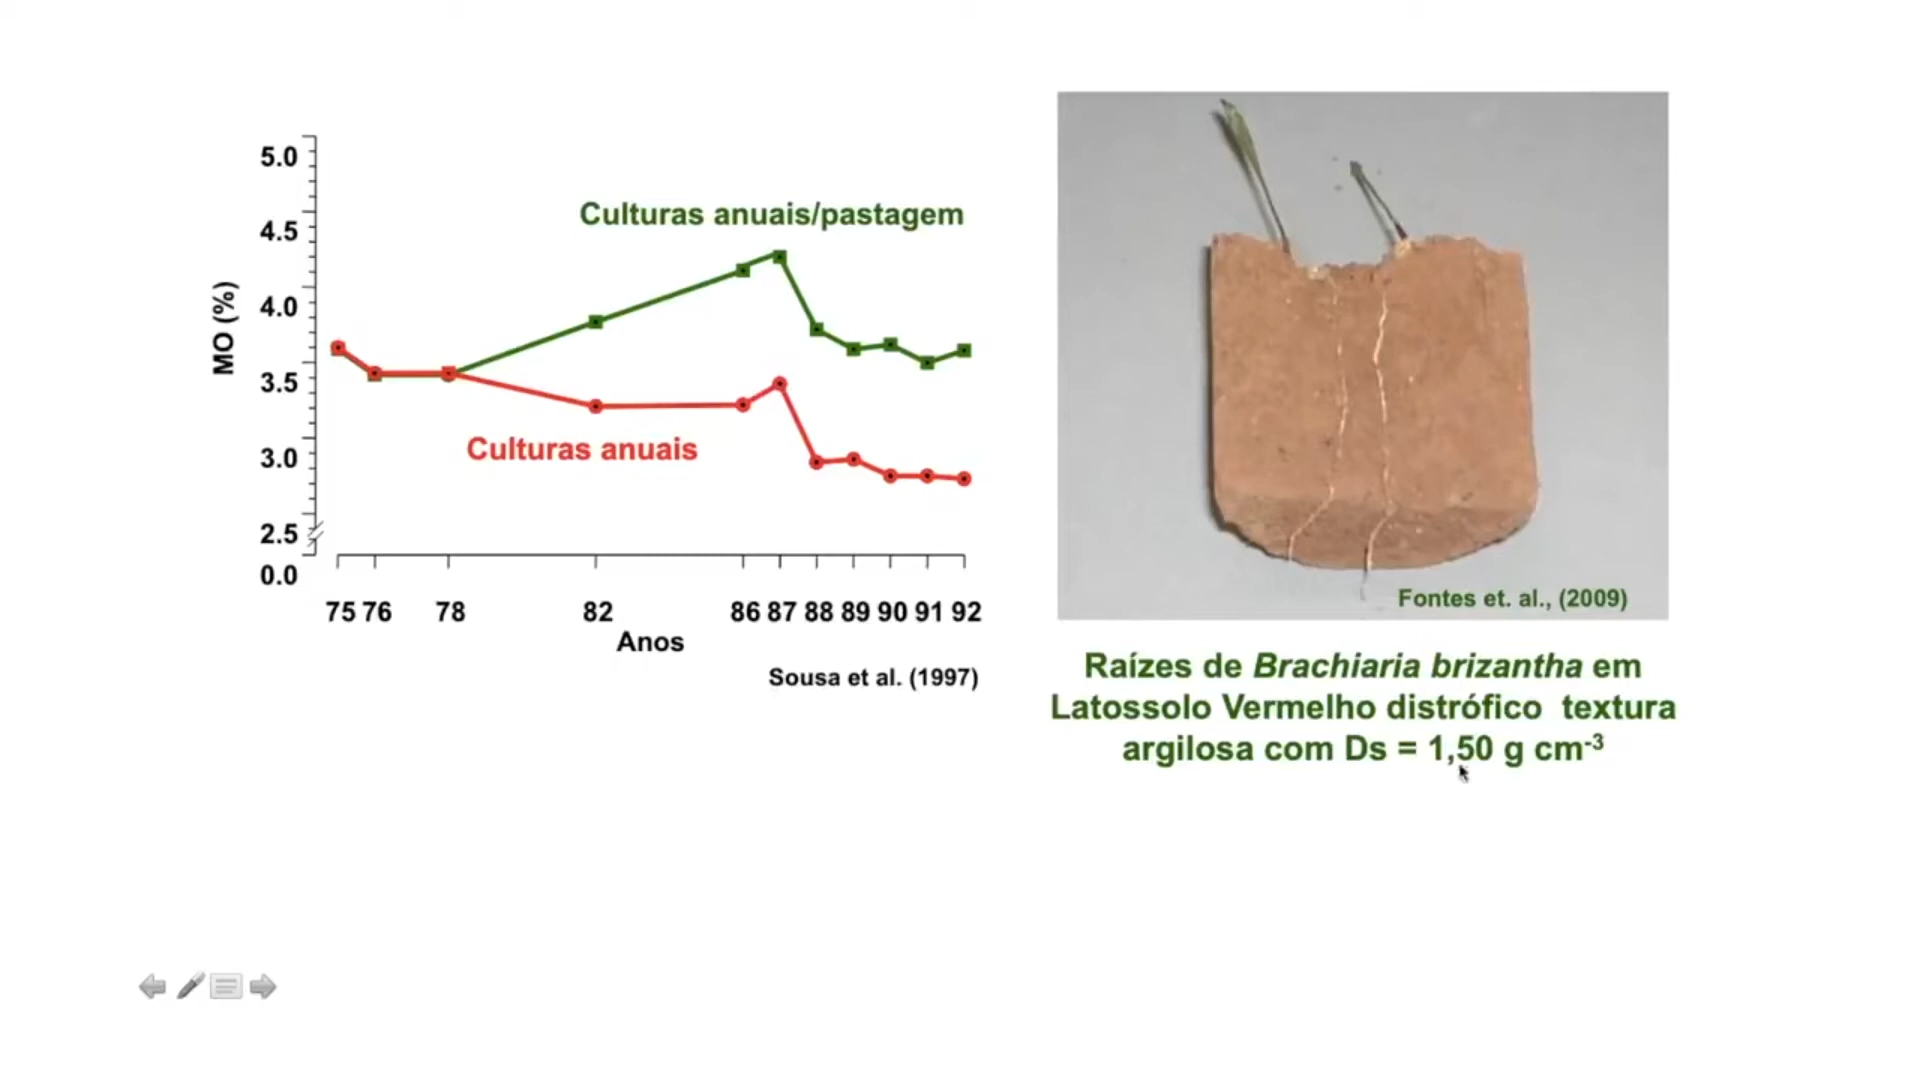 5.0
4.5
4.0
3.5
3.0
2.5
0.0
MO (%)
Culturas anuais/pastagem
Culturas anuais
75 76 78 82 86 87 88 89 90 91 92
Anos
Sousa et al. (1997)
Fontes et. al., (2009)
Raízes de Brachiaria brizantha em
Latossolo Vermelho distrófico textura
argilosa com Ds = 1,50 g cm⁻³